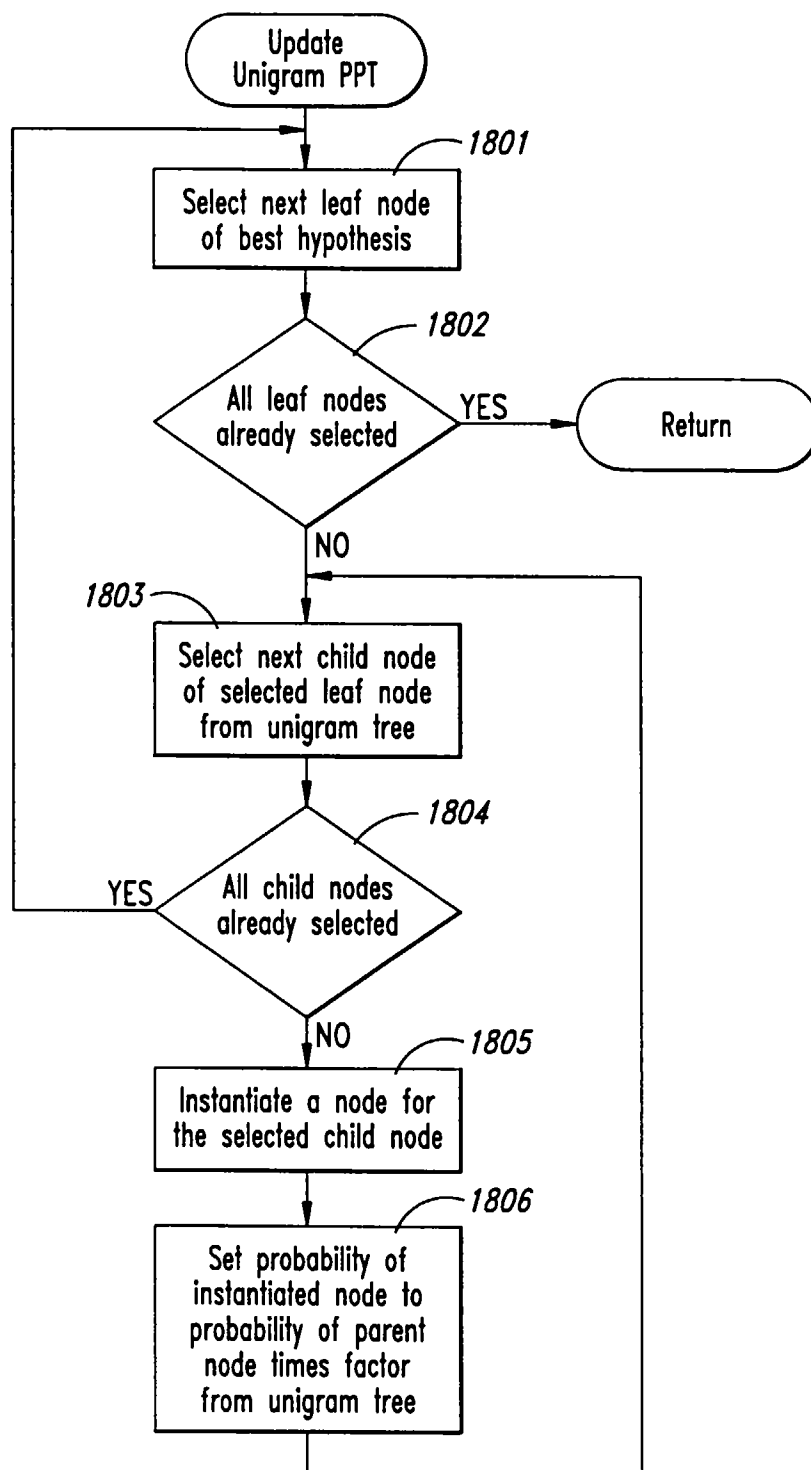 Update
Unigram PPT
1801
Select next leaf node
of best hypothesis
1802
All leaf nodes
already selected
YES
Return
NO
1803
Select next child node
of selected leaf node
from unigram tree
1804
All child nodes
already selected
YES
NO
1805
Instantiate a node for
the selected child node
1806
Set probability of
instantiated node to
probability of parent
node times factor
from unigram tree